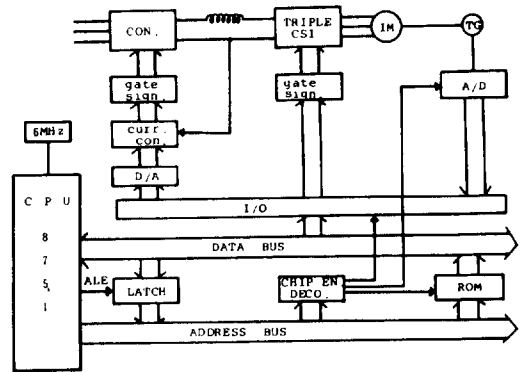 CON.
TRIPLE
CSI
IM
TG
gate
sign.
gate
sign.
A/D
6MHz
curr.
con.
D/A
I/O
C P U
8
7
5
1
DATA BUS
ALE
LATCH
CHIP EN
DECO.
ROM
ADDRESS BUS